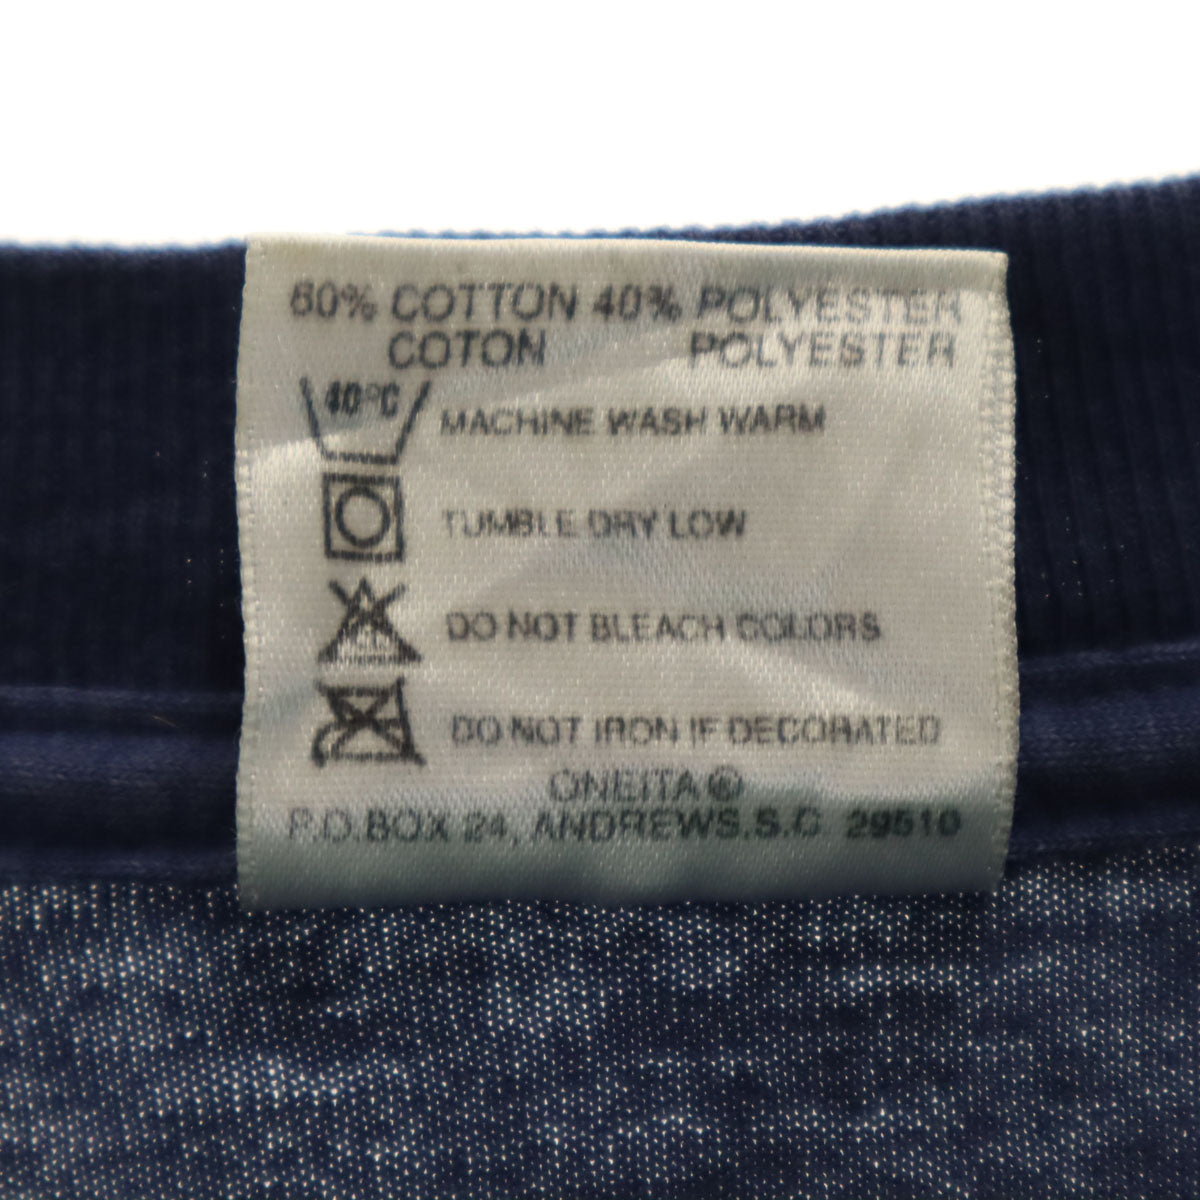 60% COTTON 40% POLYESTER
COTON POLYESTER
40°C MACHINE WASH WARM
TUMBLE DRY LOW
DO NOT BLEACH COLORS
DO NOT IRON IF DECORATED
ONEITA ®
P.O.BOX 24, ANDREWS.S.C 29510